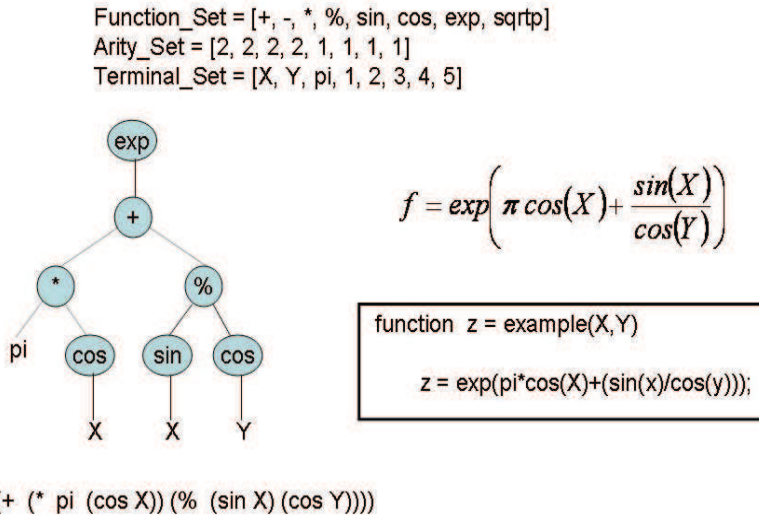 Function_Set = [+, -, *, %, sin, cos, exp, sqrtp]
Arity_Set = [2, 2, 2, 2, 1, 1, 1, 1]
Terminal_Set = [X, Y, pi, 1, 2, 3, 4, 5]
exp
+
* %
pi cos sin cos
X X Y
f = exp(π cos(X) + sin(X)/cos(Y))
function z = example(X,Y)
z = exp(pi*cos(X)+(sin(x)/cos(y)));
(+ (* pi (cos X)) (% (sin X) (cos Y))))